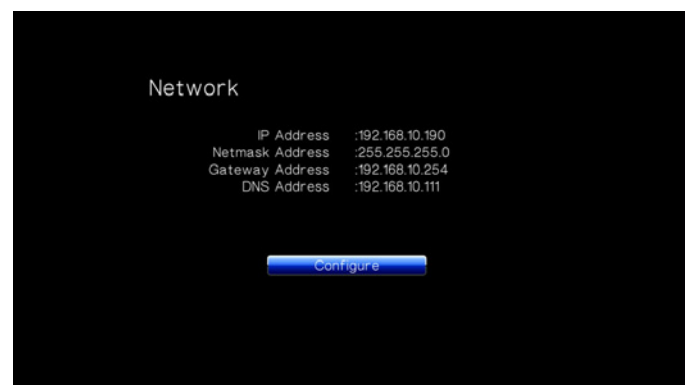 Network
IP Address :192.168.10.190
Netmask Address :255.255.255.0
Gateway Address :192.168.10.254
DNS Address :192.168.10.111
Configure